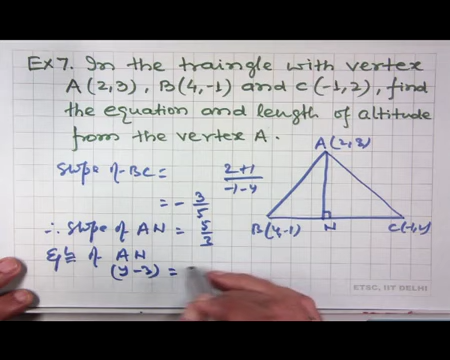 Ex7. In the traingle with vertex
A(2,3), B(4,-1) and C(-1,2), find
the equation and length of altitude
from the vertex A.
A(2,3)
Slope of BC = 2+1 / -1-4
= - 3/5
∴ Slope of AN = 5/3
B(4,-1) N C(-1,2)
Eqn of AN
(y-3) =
ETSC, IIT DELHI